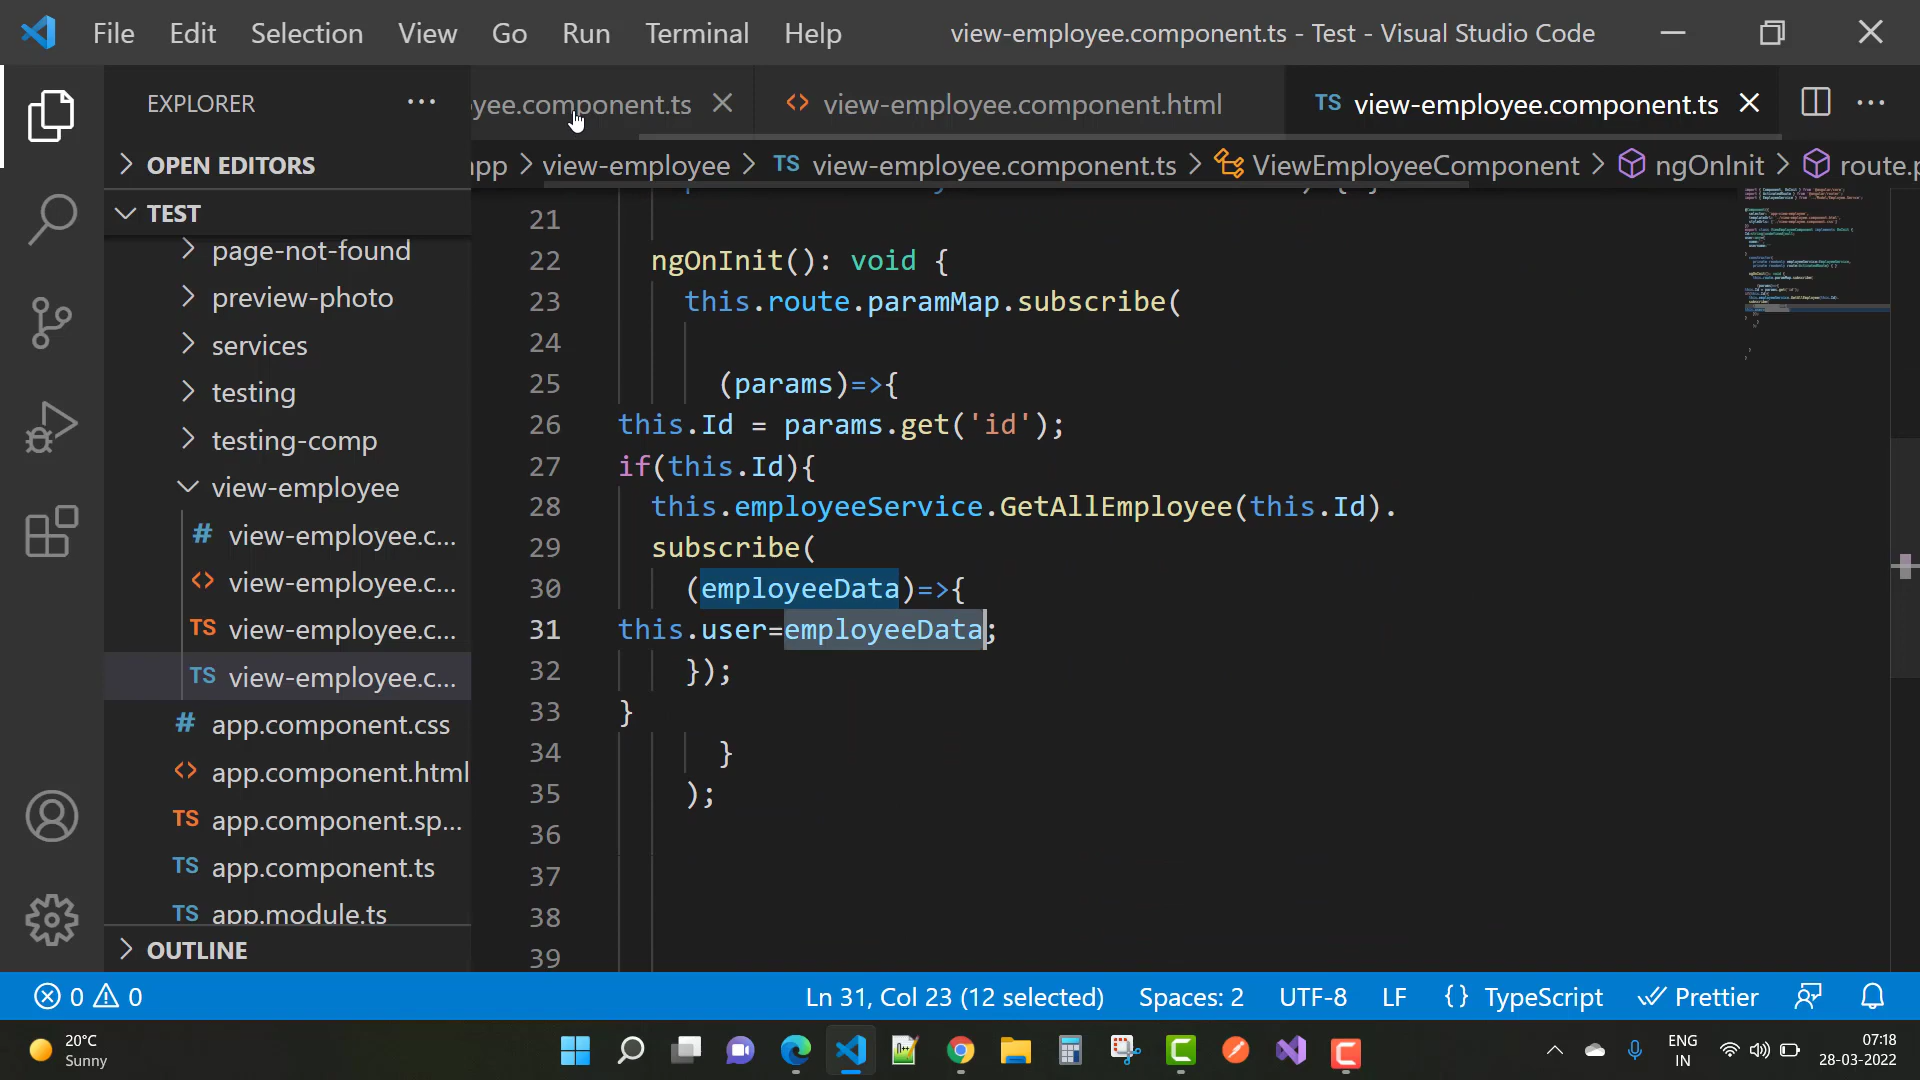 File Edit Selection View Go Run Terminal Help view-employee.component.ts - Test - Visual Studio Code
EXPLORER
yee.component.ts view-employee.component.html TS view-employee.component.ts
app > view-employee > TS view-employee.component.ts > ViewEmployeeComponent > ngOnInit > route.p
OPEN EDITORS
TEST
page-not-found
preview-photo
services
testing
testing-comp
view-employee
# view-employee.c...
<> view-employee.c...
TS view-employee.c...
TS view-employee.c...
# app.component.css
<> app.component.html
TS app.component.sp...
TS app.component.ts
TS app.module.ts
OUTLINE
21
22 ngOnInit(): void {
23 this.route.paramMap.subscribe(
24
25 (params)=>{
26 this.Id = params.get('id');
27 if(this.Id){
28 this.employeeService.GetAllEmployee(this.Id).
29 subscribe(
30 (employeeData)=>{
31 this.user=employeeData;
32 });
33 }
34 }
35 );
36
37
38
39
0 0 Ln 31, Col 23 (12 selected) Spaces: 2 UTF-8 LF {} TypeScript Prettier
20°C
Sunny
ENG
IN
07:18
28-03-2022